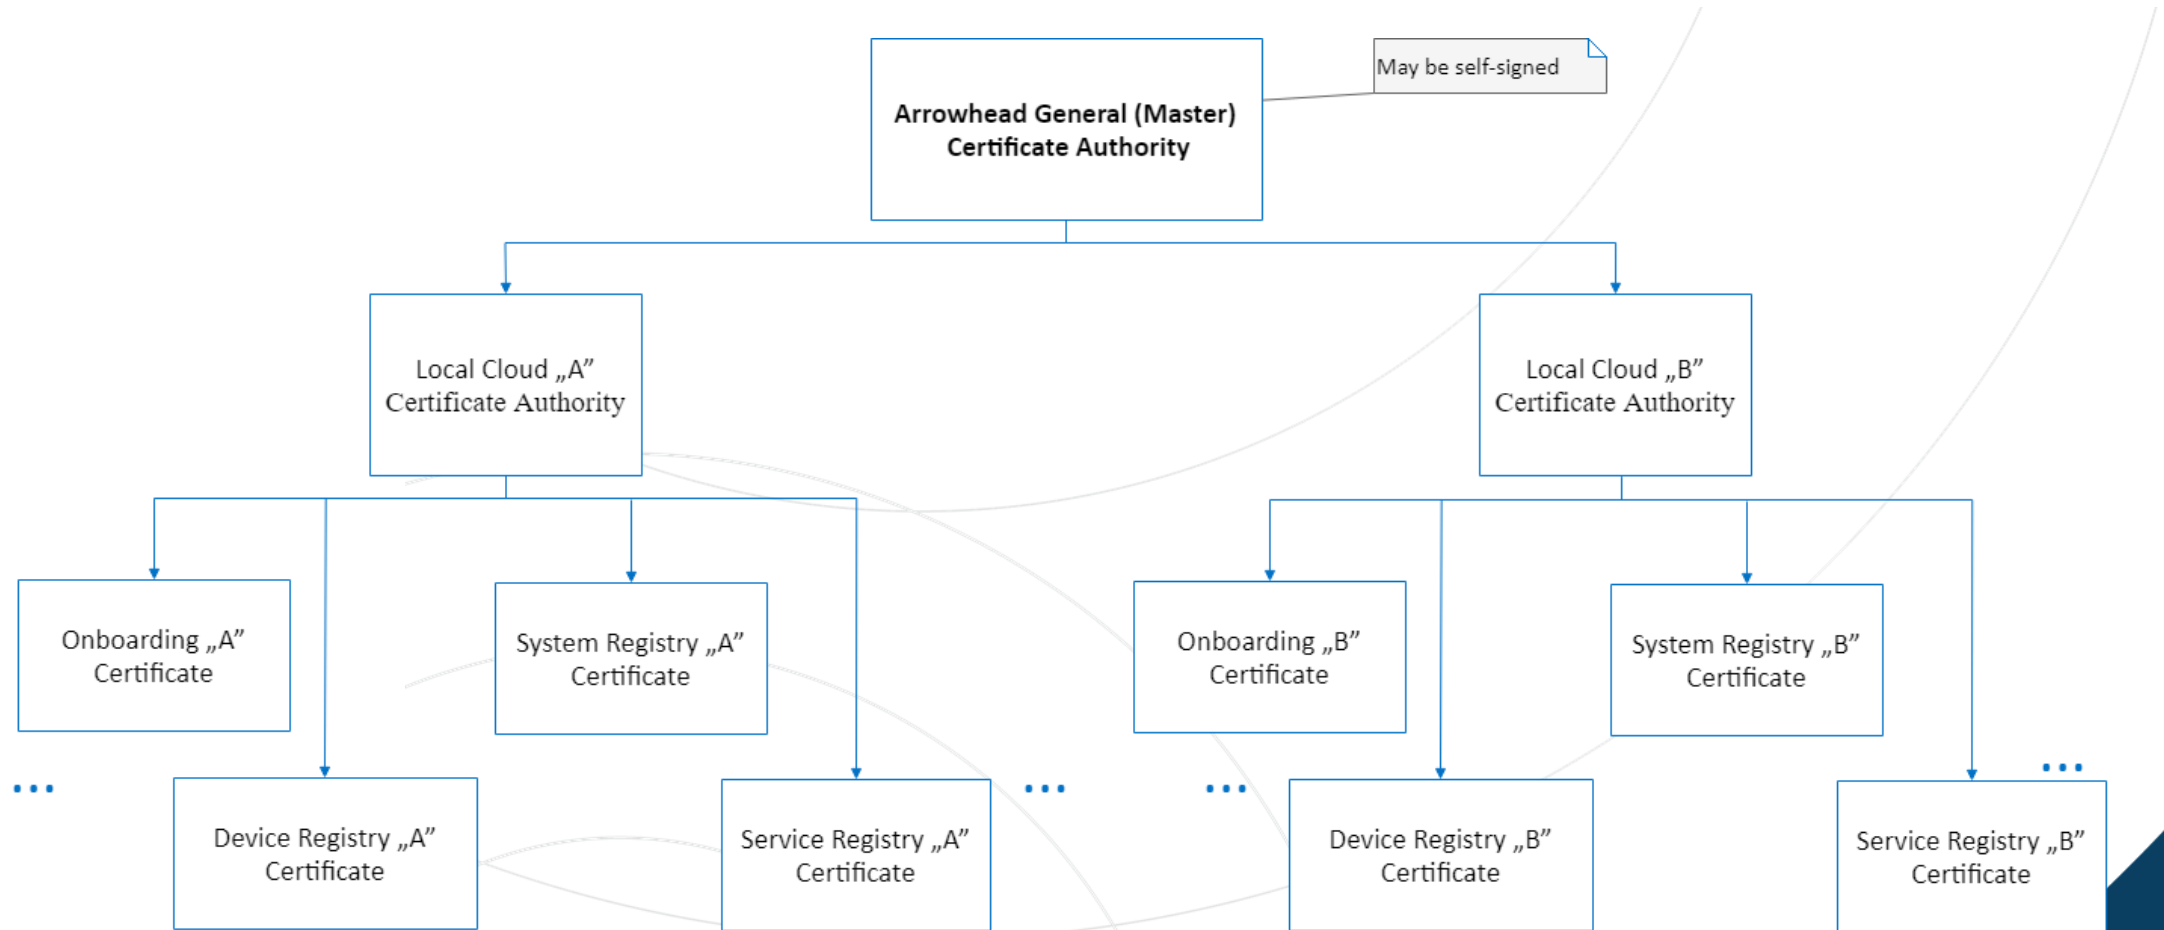 Arrowhead General (Master)
Certificate Authority
May be self-signed
Local Cloud „A”
Certificate Authority
Local Cloud „B”
Certificate Authority
Onboarding „A”
Certificate
System Registry „A”
Certificate
Onboarding „B”
Certificate
System Registry „B”
Certificate
...
Device Registry „A”
Certificate
Service Registry „A”
Certificate
...
...
Device Registry „B”
Certificate
...
Service Registry „B”
Certificate